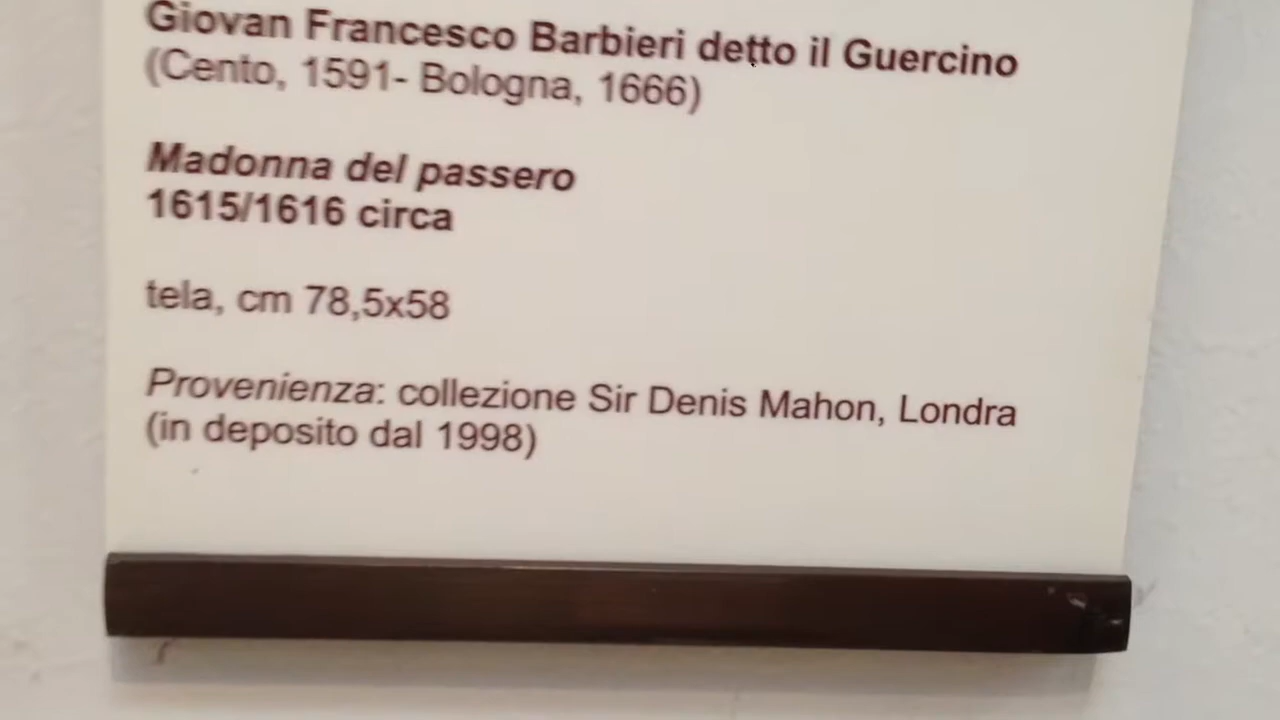 Giovan Francesco Barbieri detto il Guercino
(Cento, 1591- Bologna, 1666)
Madonna del passero
1615/1616 circa
tela, cm 78,5x58
Provenienza: collezione Sir Denis Mahon, Londra
(in deposito dal 1998)